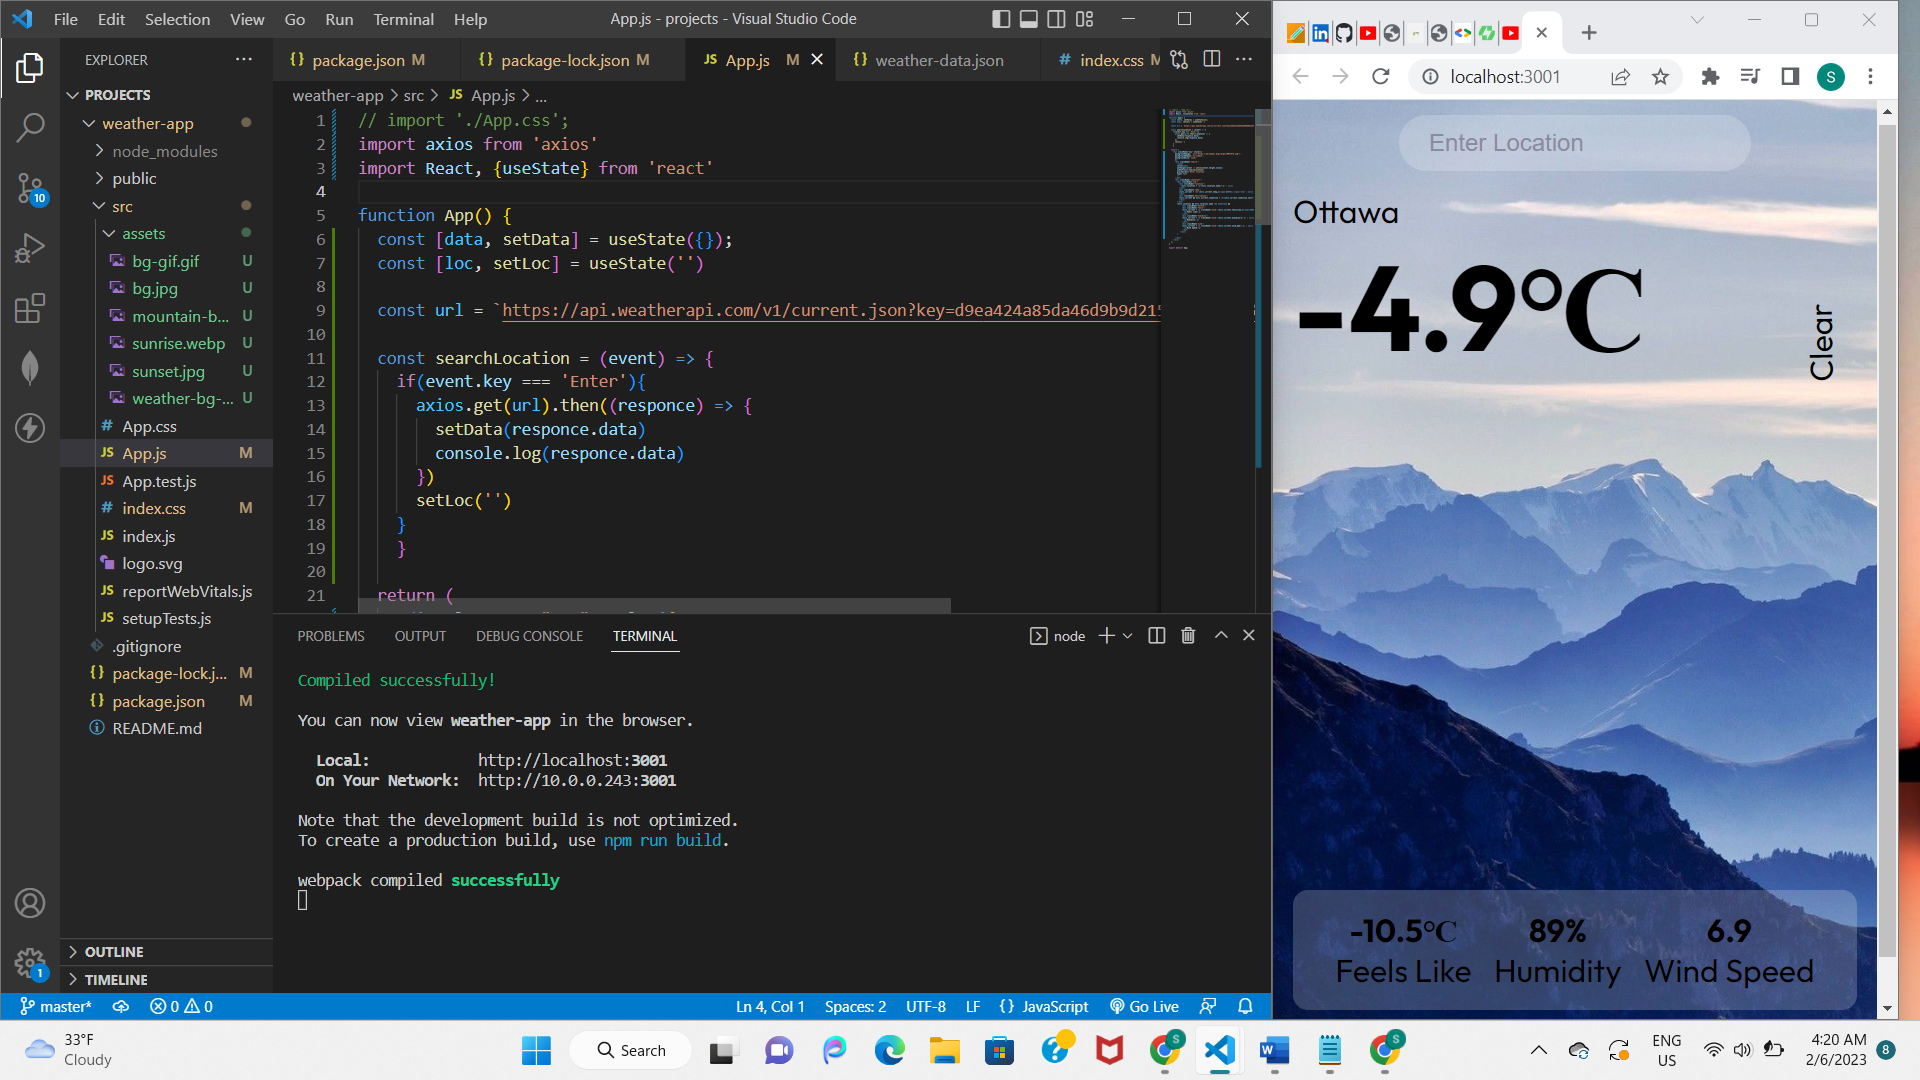 File Edit Selection View Go Run Terminal Help
App.js - projects - Visual Studio Code
EXPLORER
PROJECTS
weather-app
node_modules
public
src
assets
bg-gif.gif U
bg.jpg U
mountain-b... U
sunrise.webp U
sunset.jpg U
weather-bg-... U
App.css
App.js M
App.test.js
index.css M
index.js
logo.svg
reportWebVitals.js
setupTests.js
.gitignore
package-lock.j... M
package.json M
README.md
OUTLINE
TIMELINE
10
1
package.json M package-lock.json M App.js M weather-data.json index.css M
weather-app > src > JS App.js > ...
1 // import './App.css';
2 import axios from 'axios'
3 import React, {useState} from 'react'
4
5 function App() {
6 const [data, setData] = useState({});
7 const [loc, setLoc] = useState('')
8
9 const url = `https://api.weatherapi.com/v1/current.json?key=d9ea424a85da46d9b9d215
10
11 const searchLocation = (event) => {
12 if(event.key === 'Enter'){
13 axios.get(url).then((responce) => {
14 setData(responce.data)
15 console.log(responce.data)
16 })
17 setLoc('')
18 }
19 }
20
21 return (
PROBLEMS OUTPUT DEBUG CONSOLE TERMINAL
node
Compiled successfully!
You can now view weather-app in the browser.
Local: http://localhost:3001
On Your Network: http://10.0.0.243:3001
Note that the development build is not optimized.
To create a production build, use npm run build.
webpack compiled successfully
master* 0 0 Ln 4, Col 1 Spaces: 2 UTF-8 LF {} JavaScript Go Live
localhost:3001
S
Enter Location
Ottawa
-4.9°C
Clear
-10.5°C 89% 6.9
Feels Like Humidity Wind Speed
33°F
Cloudy
Search
ENG
US
4:20 AM
2/6/2023
8